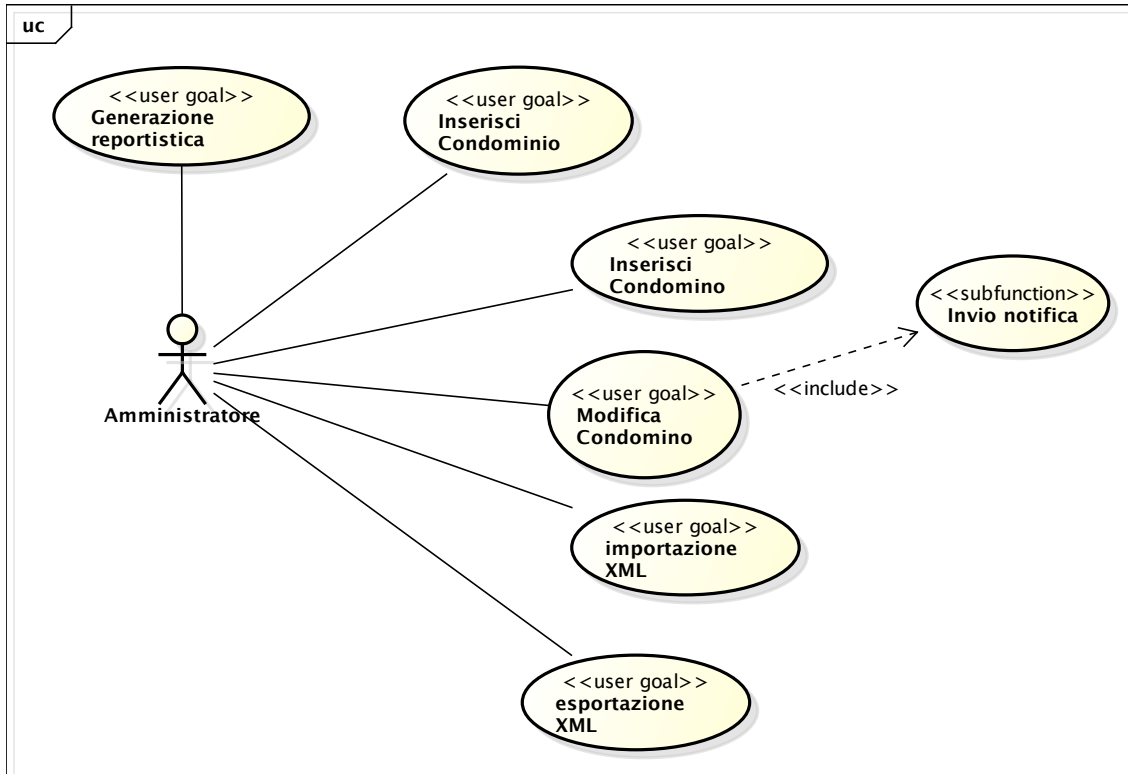 uc
<<user goal>>
Generazione
reportistica
<<user goal>>
Inserisci
Condominio
<<user goal>>
Inserisci
Condomino
<<subfunction>>
Invio notifica
<<include>>
<<user goal>>
Modifica
Condomino
Amministratore
<<user goal>>
importazione
XML
<<user goal>>
esportazione
XML